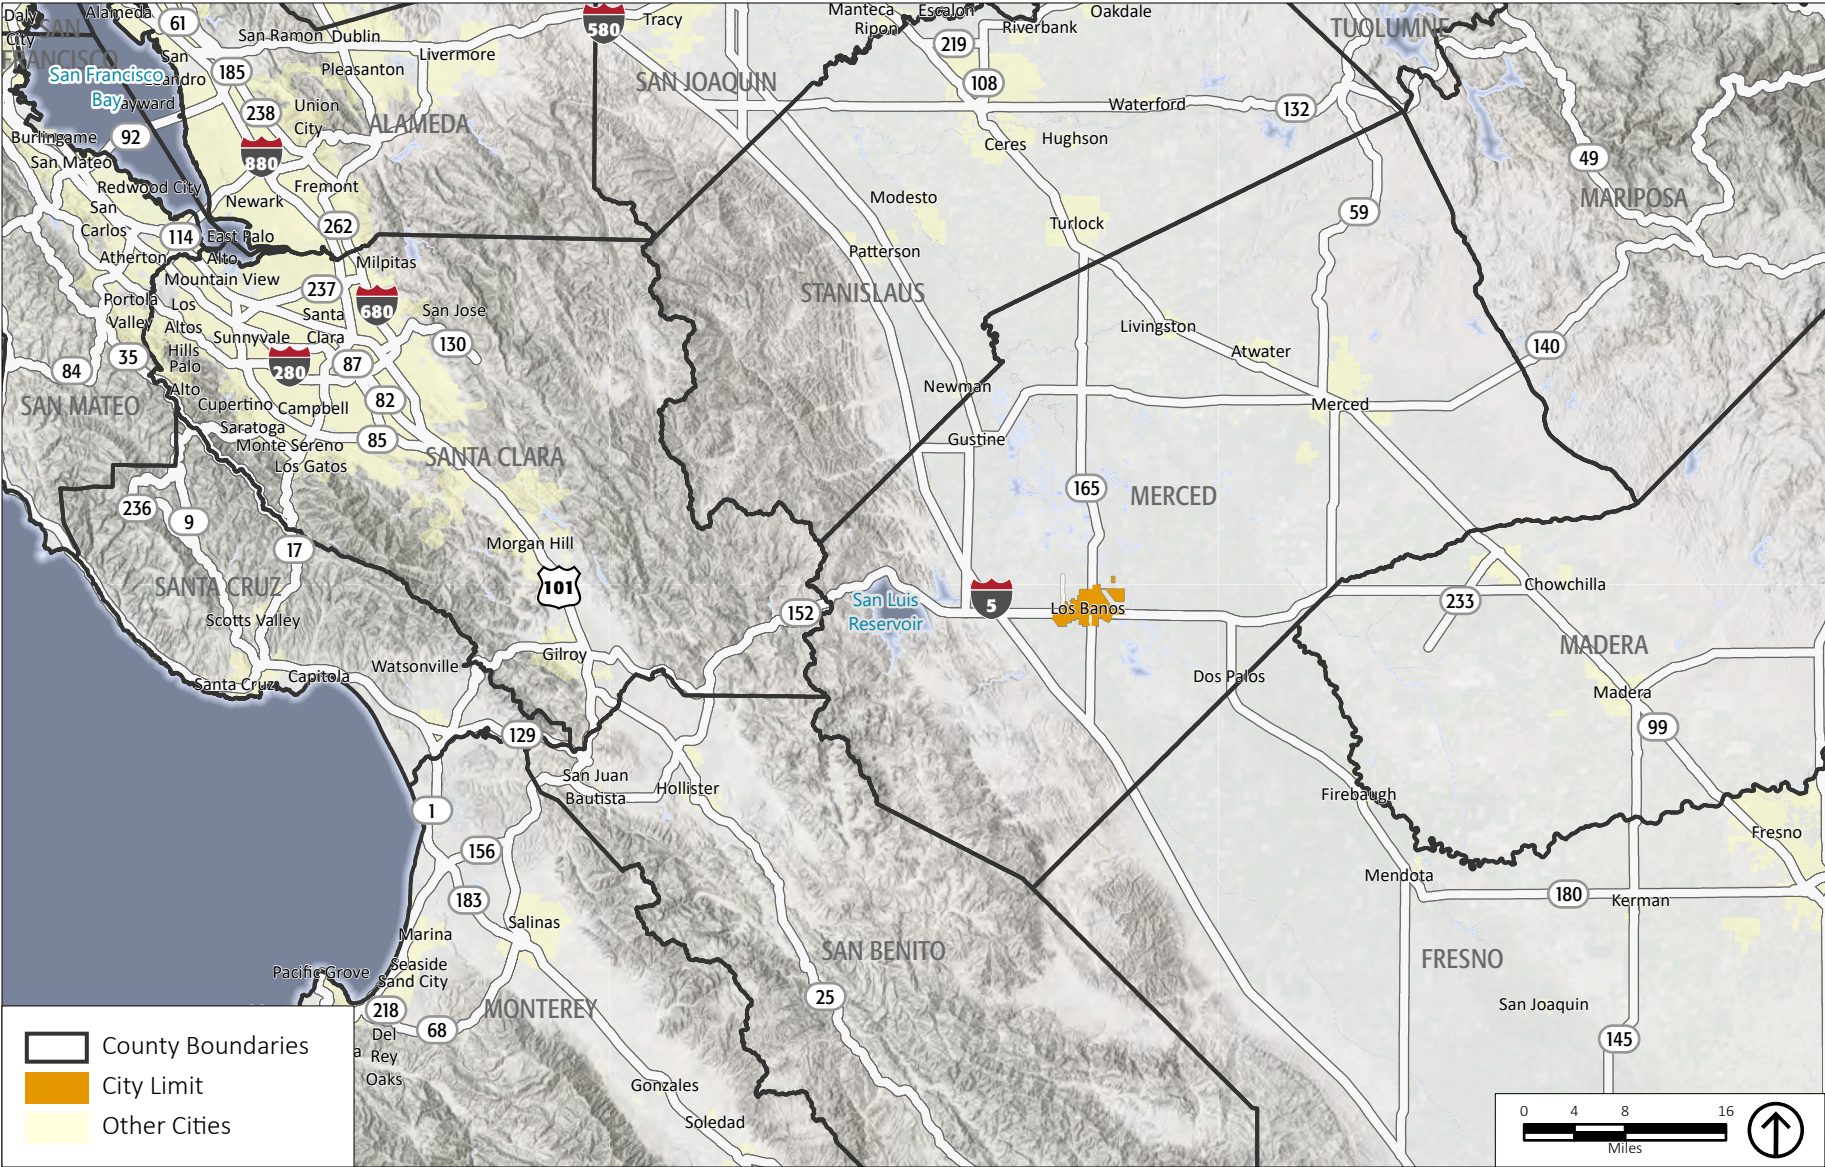 Daly
City
SAN
FRANCISCO
Alameda
61
San Ramon
Dublin
580
Tracy
Manteca
Escalon
Ripon
Riverbank
Oakdale
TUOLUMNE
San
Leandro
San Francisco
Bay
Hayward
185
Pleasanton
Livermore
SAN JOAQUIN
219
108
Waterford
132
Burlingame
92
238
Union
City
ALAMEDA
880
San Mateo
Ceres
Hughson
49
Redwood City
Fremont
Newark
San
Carlos
114
East Palo
Alto
262
Modesto
Turlock
59
MARIPOSA
Atherton
Milpitas
Patterson
Mountain View
237
STANISLAUS
Portola
Valley
Los
Altos
Hills
Santa
Clara
680
San Jose
Sunnyvale
130
Livingston
Atwater
140
84
35
Palo
Alto
280
87
SAN MATEO
Cupertino
Campbell
82
Newman
Merced
Saratoga
85
Monte Sereno
Gustine
Los Gatos
SANTA CLARA
165
MERCED
236
9
17
Morgan Hill
101
SANTA CRUZ
Scotts Valley
152
San Luis
Reservoir
5
Los Banos
Chowchilla
233
Watsonville
Gilroy
MADERA
Santa Cruz
Capitola
Dos Palos
Madera
129
99
San Juan
Bautista
Hollister
Firebaugh
1
Fresno
156
Mendota
183
180
Kerman
Salinas
Marina
SAN BENITO
FRESNO
Seaside
Sand City
Pacific Grove
25
218
MONTEREY
68
San Joaquin
Del
Rey
Oaks
a
145
Gonzales
Soledad
County Boundaries
City Limit
Other Cities
0 4 8 16
Miles